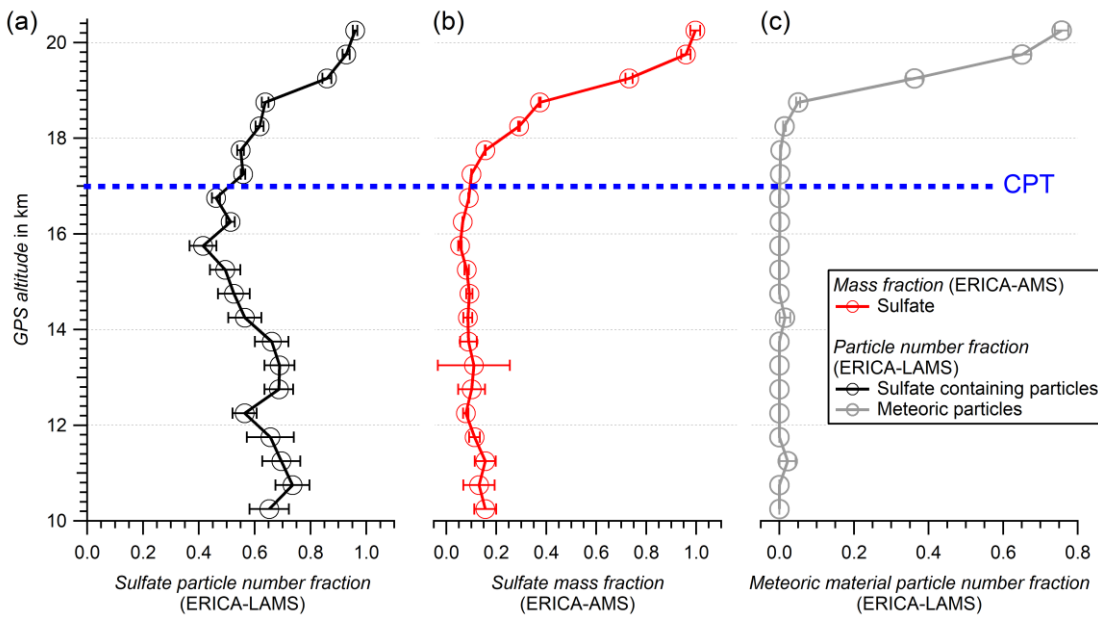 (a)
(b)
(c)
GPS altitude in km
20
18
16
14
12
10
CPT
Mass fraction (ERICA-AMS)
Sulfate
Particle number fraction
(ERICA-LAMS)
Sulfate containing particles
Meteoric particles
0.0 0.2 0.4 0.6 0.8 1.0
Sulfate particle number fraction
(ERICA-LAMS)
0.0 0.2 0.4 0.6 0.8 1.0
Sulfate mass fraction
(ERICA-AMS)
0.0 0.2 0.4 0.6 0.8
Meteoric material particle number fraction
(ERICA-LAMS)